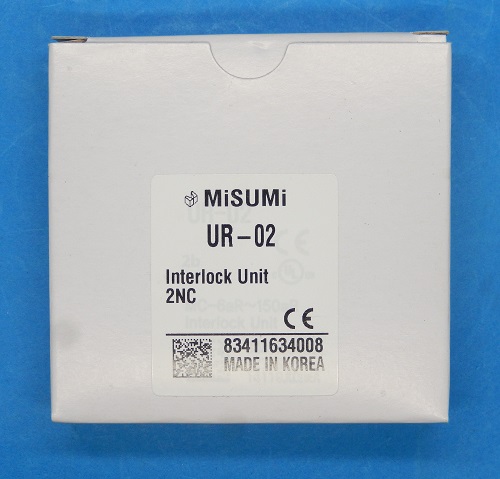 MiSUMi
UR-02
Interlock Unit
2NC
CE
83411634008
MADE IN KOREA